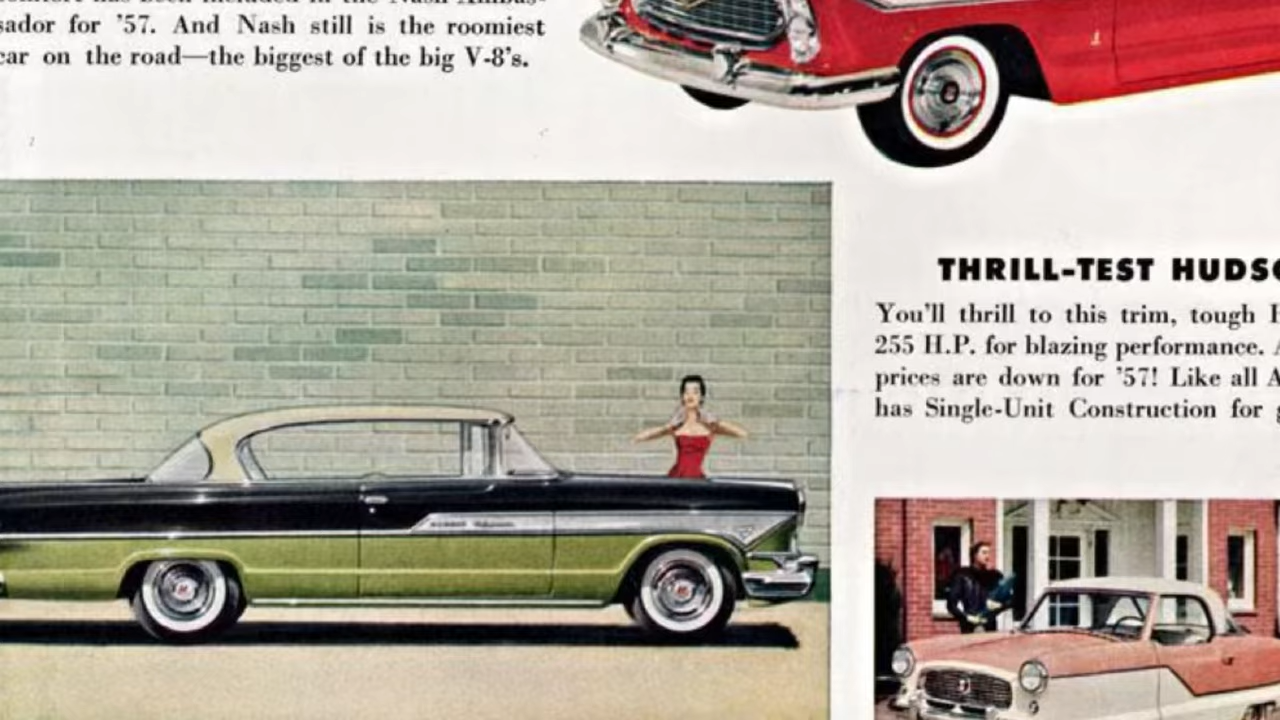 sador for '57. And Nash still is the roomiest
car on the road—the biggest of the big V-8's.
THRILL-TEST HUDSO
You'll thrill to this trim, tough
255 H.P. for blazing performance. A
prices are down for '57! Like all A
has Single-Unit Construction for g